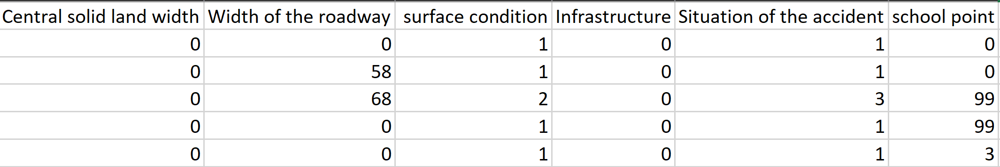 Central solid land width Width of the roadway surface condition Infrastructure Situation of the accident school point
0 0 1 0 1 0
0 58 1 0 1 0
0 68 2 0 3 99
0 0 1 0 1 99
0 0 1 0 1 3